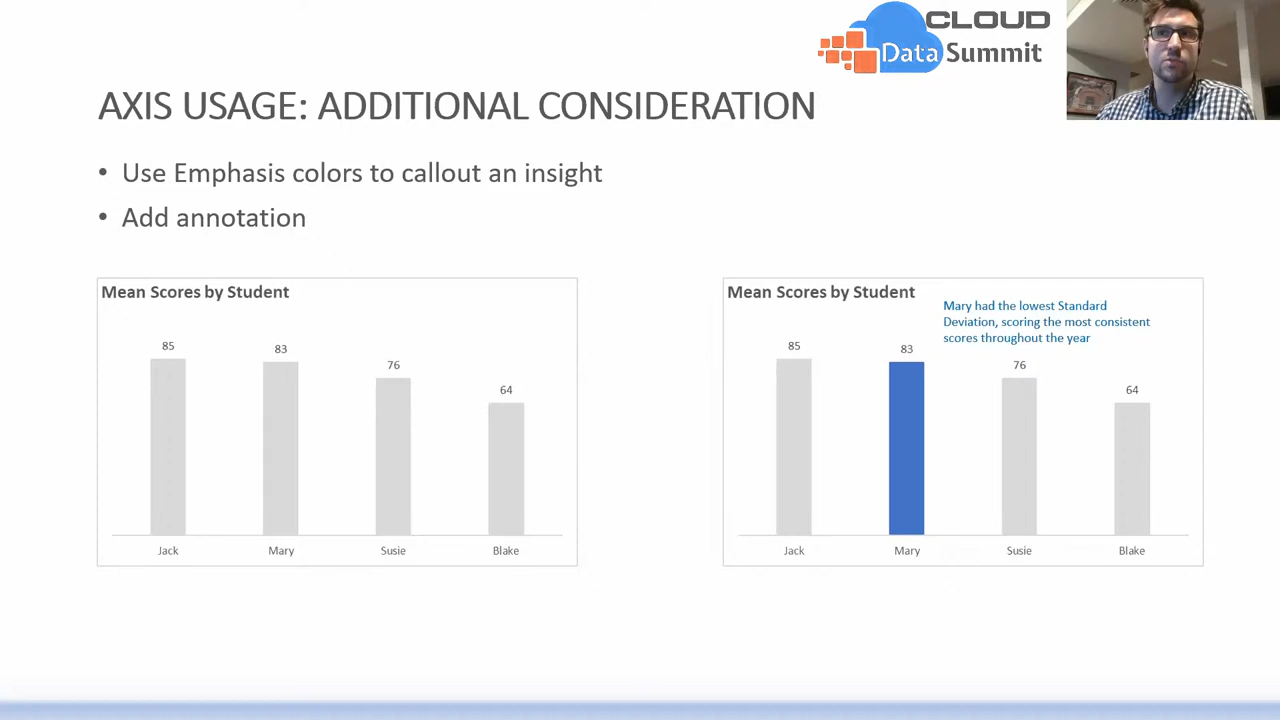 CLOUD
Data Summit
AXIS USAGE: ADDITIONAL CONSIDERATION
• Use Emphasis colors to callout an insight
• Add annotation
Mean Scores by Student
85
83
76
64
Jack
Mary
Susie
Blake
Mean Scores by Student
Mary had the lowest Standard
Deviation, scoring the most consistent
scores throughout the year
85
83
76
64
Jack
Mary
Susie
Blake